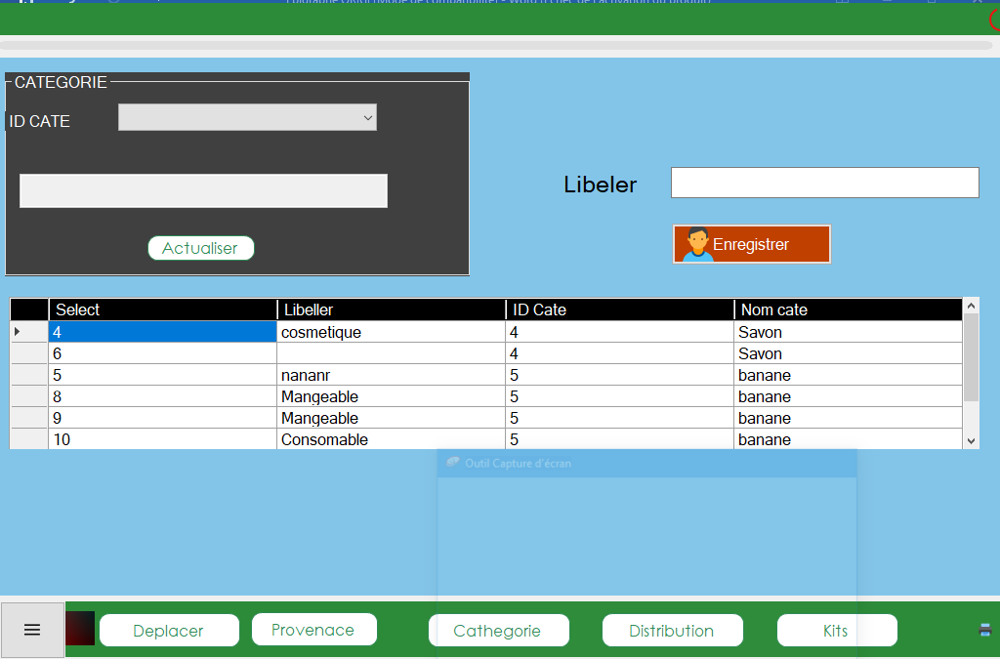 CATEGORIE
ID CATE
Libeler
Actualiser
Enregistrer
Select Libeller ID Cate Nom cate
4 cosmetique 4 Savon
6 4 Savon
5 nananr 5 banane
8 Mangeable 5 banane
9 Mangeable 5 banane
10 Consomable 5 banane
Outil Capture d'écran
Deplacer Provenace Cathegorie Distribution Kits